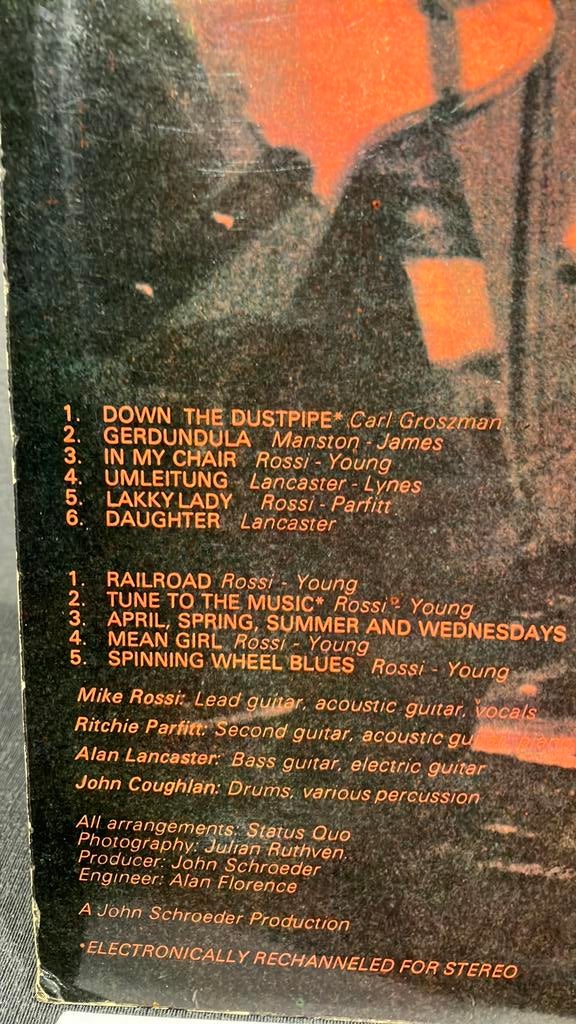 1. DOWN THE DUSTPIPE* Carl Groszman
2. GERDUNDULA Manston - James
3. IN MY CHAIR Rossi - Young
4. UMLEITUNG Lancaster - Lynes
5. LAKKY LADY Rossi - Parfitt
6. DAUGHTER Lancaster
1. RAILROAD Rossi - Young
2. TUNE TO THE MUSIC* Rossi - Young
3. APRIL, SPRING, SUMMER AND WEDNESDAYS
4. MEAN GIRL Rossi - Young
5. SPINNING WHEEL BLUES Rossi - Young
Mike Rossi: Lead guitar, acoustic guitar, vocals
Ritchie Parfitt: Second guitar, acoustic
Alan Lancaster: Bass guitar, electric guitar
John Coughlan: Drums, various percussion
All arrangements: Status Quo
Photography: Julian Ruthven.
Producer: John Schroeder
Engineer: Alan Florence
A John Schroeder Production
*ELECTRONICALLY RECHANNELED FOR STEREO